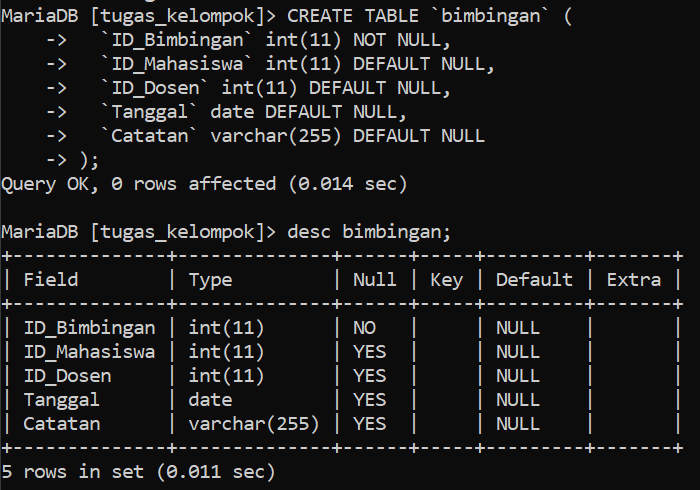 MariaDB [tugas_kelompok]> CREATE TABLE `bimbingan` (
    ->   `ID_Bimbingan` int(11) NOT NULL,
    ->   `ID_Mahasiswa` int(11) DEFAULT NULL,
    ->   `ID_Dosen` int(11) DEFAULT NULL,
    ->   `Tanggal` date DEFAULT NULL,
    ->   `Catatan` varchar(255) DEFAULT NULL
    -> );
Query OK, 0 rows affected (0.014 sec)

MariaDB [tugas_kelompok]> desc bimbingan;
+--------------+--------------+------+-----+---------+-------+
| Field        | Type         | Null | Key | Default | Extra |
+--------------+--------------+------+-----+---------+-------+
| ID_Bimbingan | int(11)      | NO   |     | NULL    |       |
| ID_Mahasiswa | int(11)      | YES  |     | NULL    |       |
| ID_Dosen     | int(11)      | YES  |     | NULL    |       |
| Tanggal      | date         | YES  |     | NULL    |       |
| Catatan      | varchar(255) | YES  |     | NULL    |       |
+--------------+--------------+------+-----+---------+-------+
5 rows in set (0.011 sec)